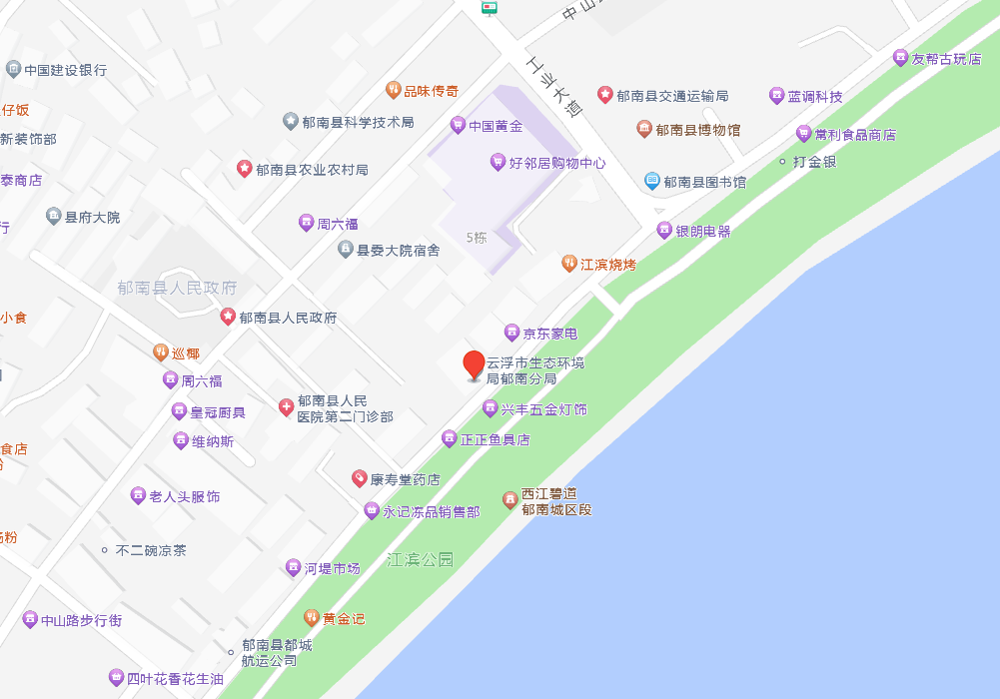 中山
工业大道
友帮古玩店
中国建设银行
品味传奇
郁南县交通运输局
蓝调科技
仔饭
郁南县科学技术局
中国黄金
郁南县博物馆
常利食品商店
新装饰部
好邻居购物中心
打金银
郁南县农业农村局
泰商店
郁南县图书馆
县府大院
周六福
行
5栋
银朗电器
县委大院宿舍
江滨烧烤
郁南县人民政府
小食
郁南县人民政府
京东家电
巡椰
云浮市生态环境
局郁南分局
周六福
郁南县人民
医院第二门诊部
皇冠厨具
兴丰五金灯饰
维纳斯
正正鱼具店
食店
康寿堂药店
老人头服饰
西江碧道
郁南城区段
永记冻品销售部
肠粉
不二碗凉茶
江滨公园
河堤市场
中山路步行街
黄金记
郁南县都城
航运公司
四叶花香花生油